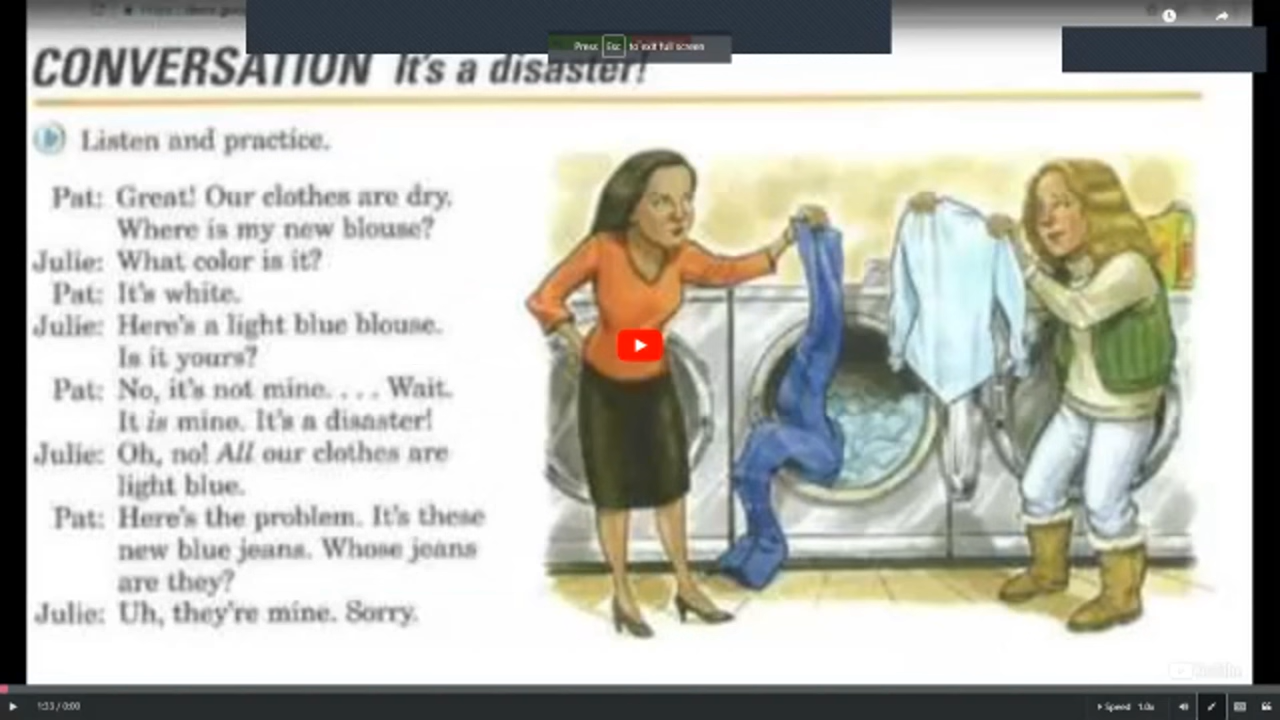 Press Esc to exit full screen
CONVERSATION It's a disaster!
Listen and practice.
Pat: Great! Our clothes are dry.
Where is my new blouse?
Julie: What color is it?
Pat: It's white.
Julie: Here's a light blue blouse.
Is it yours?
Pat: No, it's not mine. . . . Wait.
It is mine. It's a disaster!
Julie: Oh, no! All our clothes are
light blue.
Pat: Here's the problem. It's these
new blue jeans. Whose jeans
are they?
Julie: Uh, they're mine. Sorry.
1:33 / 0:00
Speed 1.0x